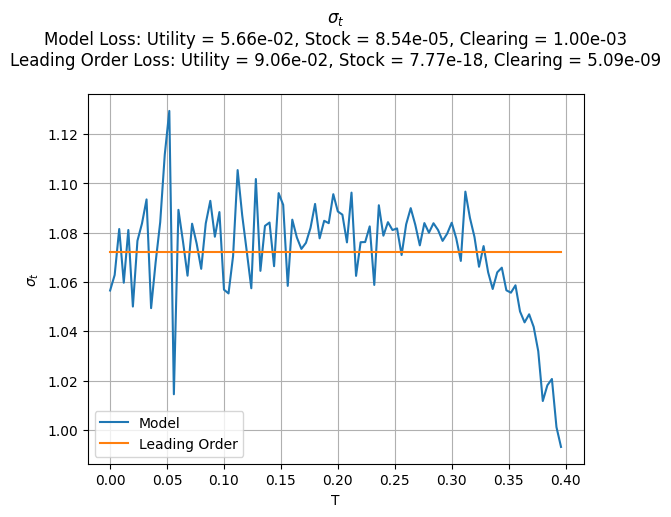 σ_t
Model Loss: Utility = 5.66e-02, Stock = 8.54e-05, Clearing = 1.00e-03
Leading Order Loss: Utility = 9.06e-02, Stock = 7.77e-18, Clearing = 5.09e-09
1.12
1.10
1.08
1.06
1.04
1.02
1.00
σ_t
Model
Leading Order
0.00 0.05 0.10 0.15 0.20 0.25 0.30 0.35 0.40
T